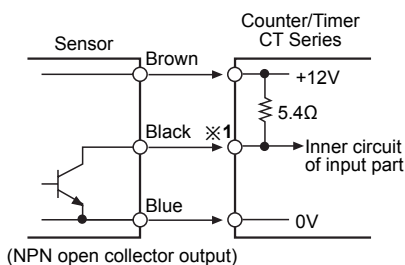 Counter/Timer
CT Series
Sensor
Brown
+12V
5.4Ω
Black ※1
Inner circuit
of input part
Blue
0V
(NPN open collector output)